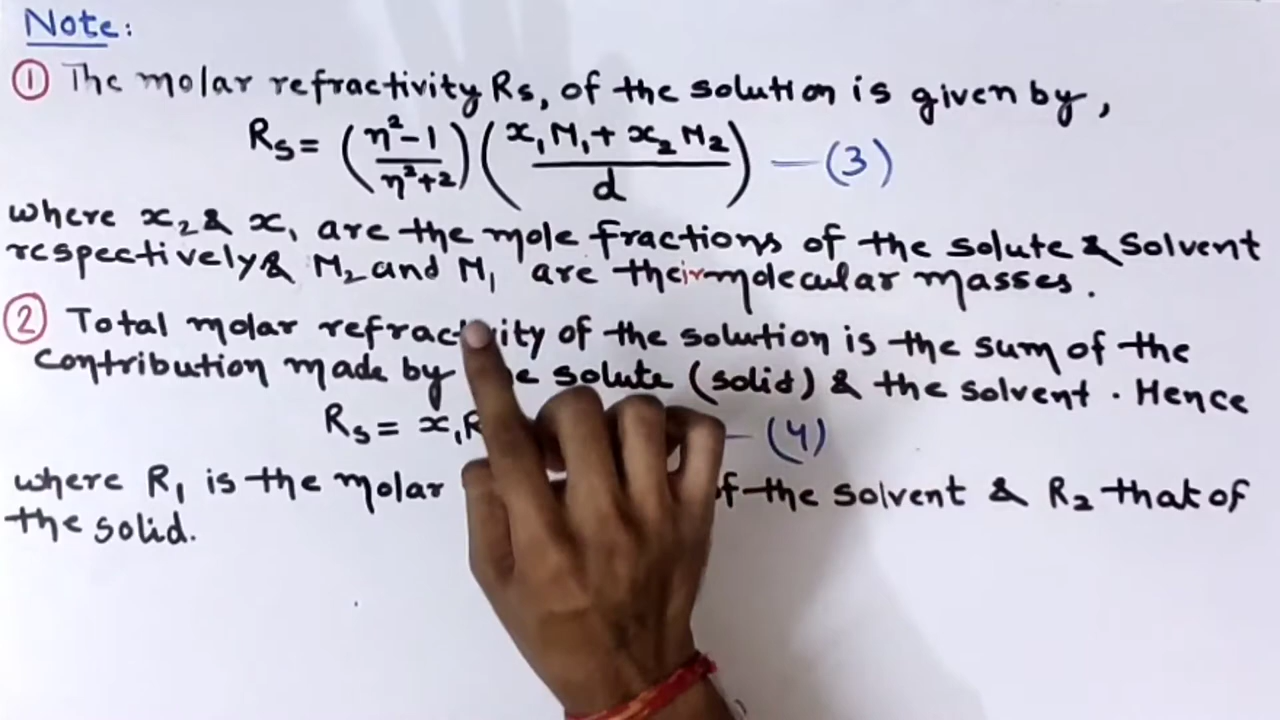 Note:
① The molar refractivity Rs, of the solution is given by,
Rs = (η²-1 / η²+2) (x₁M₁ + x₂M₂ / d) — (3)
where x₂ & x₁ are the mole fractions of the solute & solvent
respectively & M₂ and M₁ are their molecular masses.
② Total molar refractivity of the solution is the sum of the
contribution made by solute (solid) & the solvent. Hence
Rs = x₁R — (4)
where R₁ is the molar of the solvent & R₂ that of
the solid.